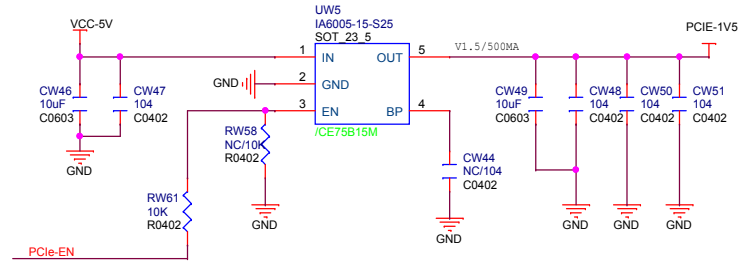 VCC-5V
UW5
IA6005-15-S25
SOT_23_5
PCIE-1V5
1
IN
OUT
5
V1.5/500MA
GND
2
GND
3
EN
BP
4
/CE75B15M
CW46
10uF
C0603
CW47
104
C0402
CW49
10uF
C0603
CW48
104
C0402
CW50
104
C0402
CW51
104
C0402
GND
RW58
NC/10K
R0402
CW44
NC/104
C0402
RW61
10K
R0402
GND
GND
GND
GND
GND
PCIe-EN